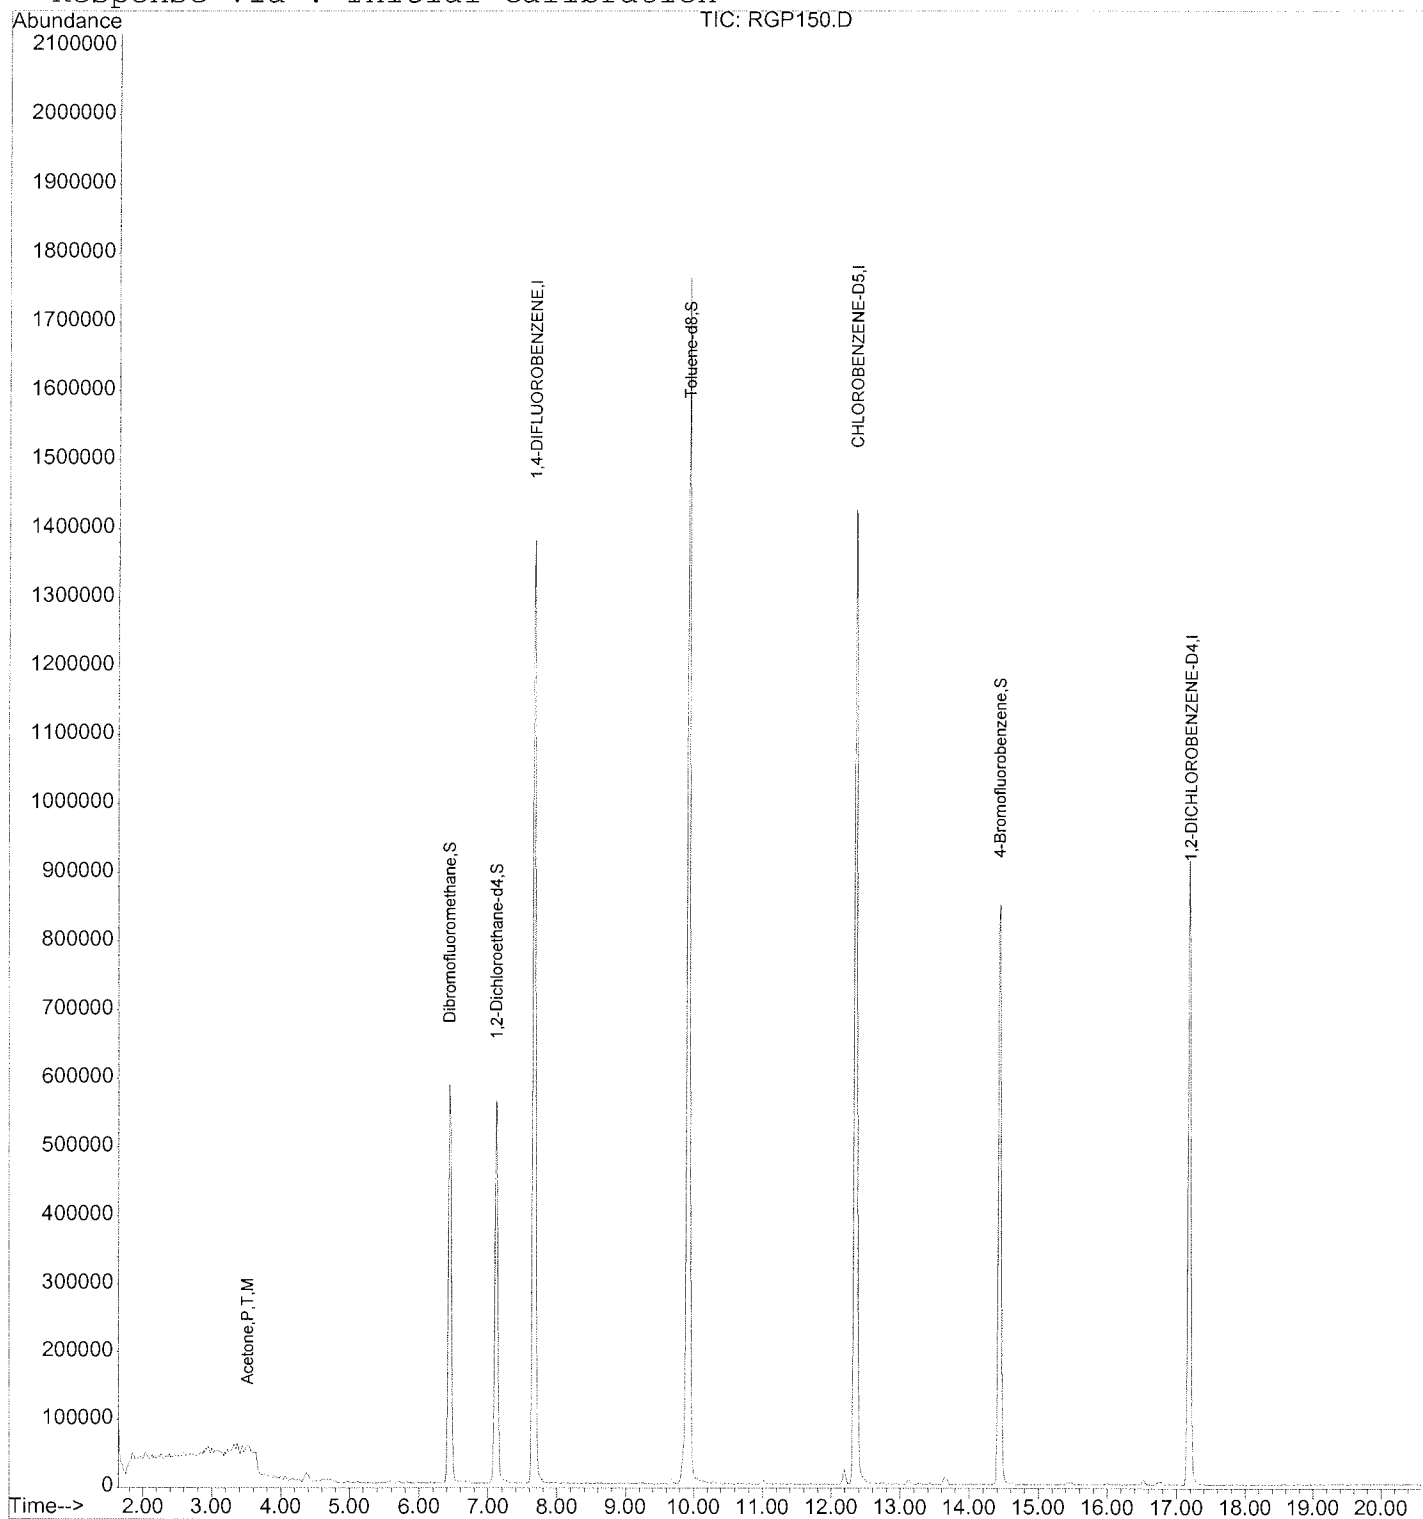 Response via : Initial Calibration
Abundance
TIC: RGP150.D
2100000
2000000
1900000
1800000
1700000
1600000
1500000
1400000
1300000
1200000
1100000
1000000
900000
800000
700000
600000
500000
400000
300000
200000
100000
0
Acetone,P,T,M
Dibromofluoromethane,S
1,2-Dichloroethane-d4,S
1,4-DIFLUOROBENZENE,I
Toluene-d8,S
CHLOROBENZENE-D5,I
4-Bromofluorobenzene,S
1,2-DICHLOROBENZENE-D4,I
Time--> 2.00 3.00 4.00 5.00 6.00 7.00 8.00 9.00 10.00 11.00 12.00 13.00 14.00 15.00 16.00 17.00 18.00 19.00 20.00